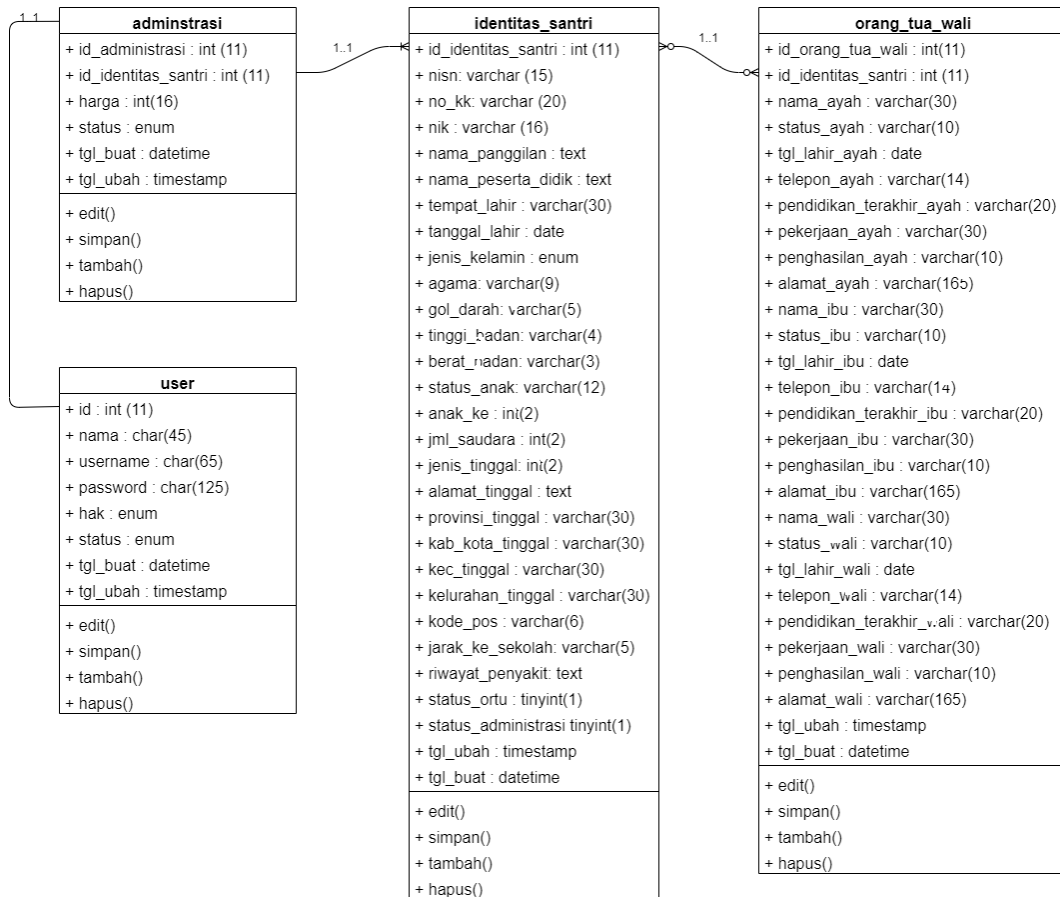 1..1
adminstrasi
+ id_administrasi : int (11)
+ id_identitas_santri : int (11)
+ harga : int(16)
+ status : enum
+ tgl_buat : datetime
+ tgl_ubah : timestamp
+ edit()
+ simpan()
+ tambah()
+ hapus()
user
+ id : int (11)
+ nama : char(45)
+ username : char(65)
+ password : char(125)
+ hak : enum
+ status : enum
+ tgl_buat : datetime
+ tgl_ubah : timestamp
+ edit()
+ simpan()
+ tambah()
+ hapus()
1..1
identitas_santri
+ id_identitas_santri : int (11)
+ nisn: varchar (15)
+ no_kk: varchar (20)
+ nik : varchar (16)
+ nama_panggilan : text
+ nama_peserta_didik : text
+ tempat_lahir : varchar(30)
+ tanggal_lahir : date
+ jenis_kelamin : enum
+ agama: varchar(9)
+ gol_darah: varchar(5)
+ tinggi_badan: varchar(4)
+ berat_badan: varchar(3)
+ status_anak: varchar(12)
+ anak_ke : int(2)
+ jml_saudara : int(2)
+ jenis_tinggal: int(2)
+ alamat_tinggal : text
+ provinsi_tinggal : varchar(30)
+ kab_kota_tinggal : varchar(30)
+ kec_tinggal : varchar(30)
+ kelurahan_tinggal : varchar(30)
+ kode_pos : varchar(6)
+ jarak_ke_sekolah: varchar(5)
+ riwayat_penyakit: text
+ status_ortu : tinyint(1)
+ status_administrasi tinyint(1)
+ tgl_ubah : timestamp
+ tgl_buat : datetime
+ edit()
+ simpan()
+ tambah()
+ hapus()
1..1
orang_tua_wali
+ id_orang_tua_wali : int(11)
+ id_identitas_santri : int (11)
+ nama_ayah : varchar(30)
+ status_ayah : varchar(10)
+ tgl_lahir_ayah : date
+ telepon_ayah : varchar(14)
+ pendidikan_terakhir_ayah : varchar(20)
+ pekerjaan_ayah : varchar(30)
+ penghasilan_ayah : varchar(10)
+ alamat_ayah : varchar(165)
+ nama_ibu : varchar(30)
+ status_ibu : varchar(10)
+ tgl_lahir_ibu : date
+ telepon_ibu : varchar(14)
+ pendidikan_terakhir_ibu : varchar(20)
+ pekerjaan_ibu : varchar(30)
+ penghasilan_ibu : varchar(10)
+ alamat_ibu : varchar(165)
+ nama_wali : varchar(30)
+ status_wali : varchar(10)
+ tgl_lahir_wali : date
+ telepon_wali : varchar(14)
+ pendidikan_terakhir_wali : varchar(20)
+ pekerjaan_wali : varchar(30)
+ penghasilan_wali : varchar(10)
+ alamat_wali : varchar(165)
+ tgl_ubah : timestamp
+ tgl_buat : datetime
+ edit()
+ simpan()
+ tambah()
+ hapus()